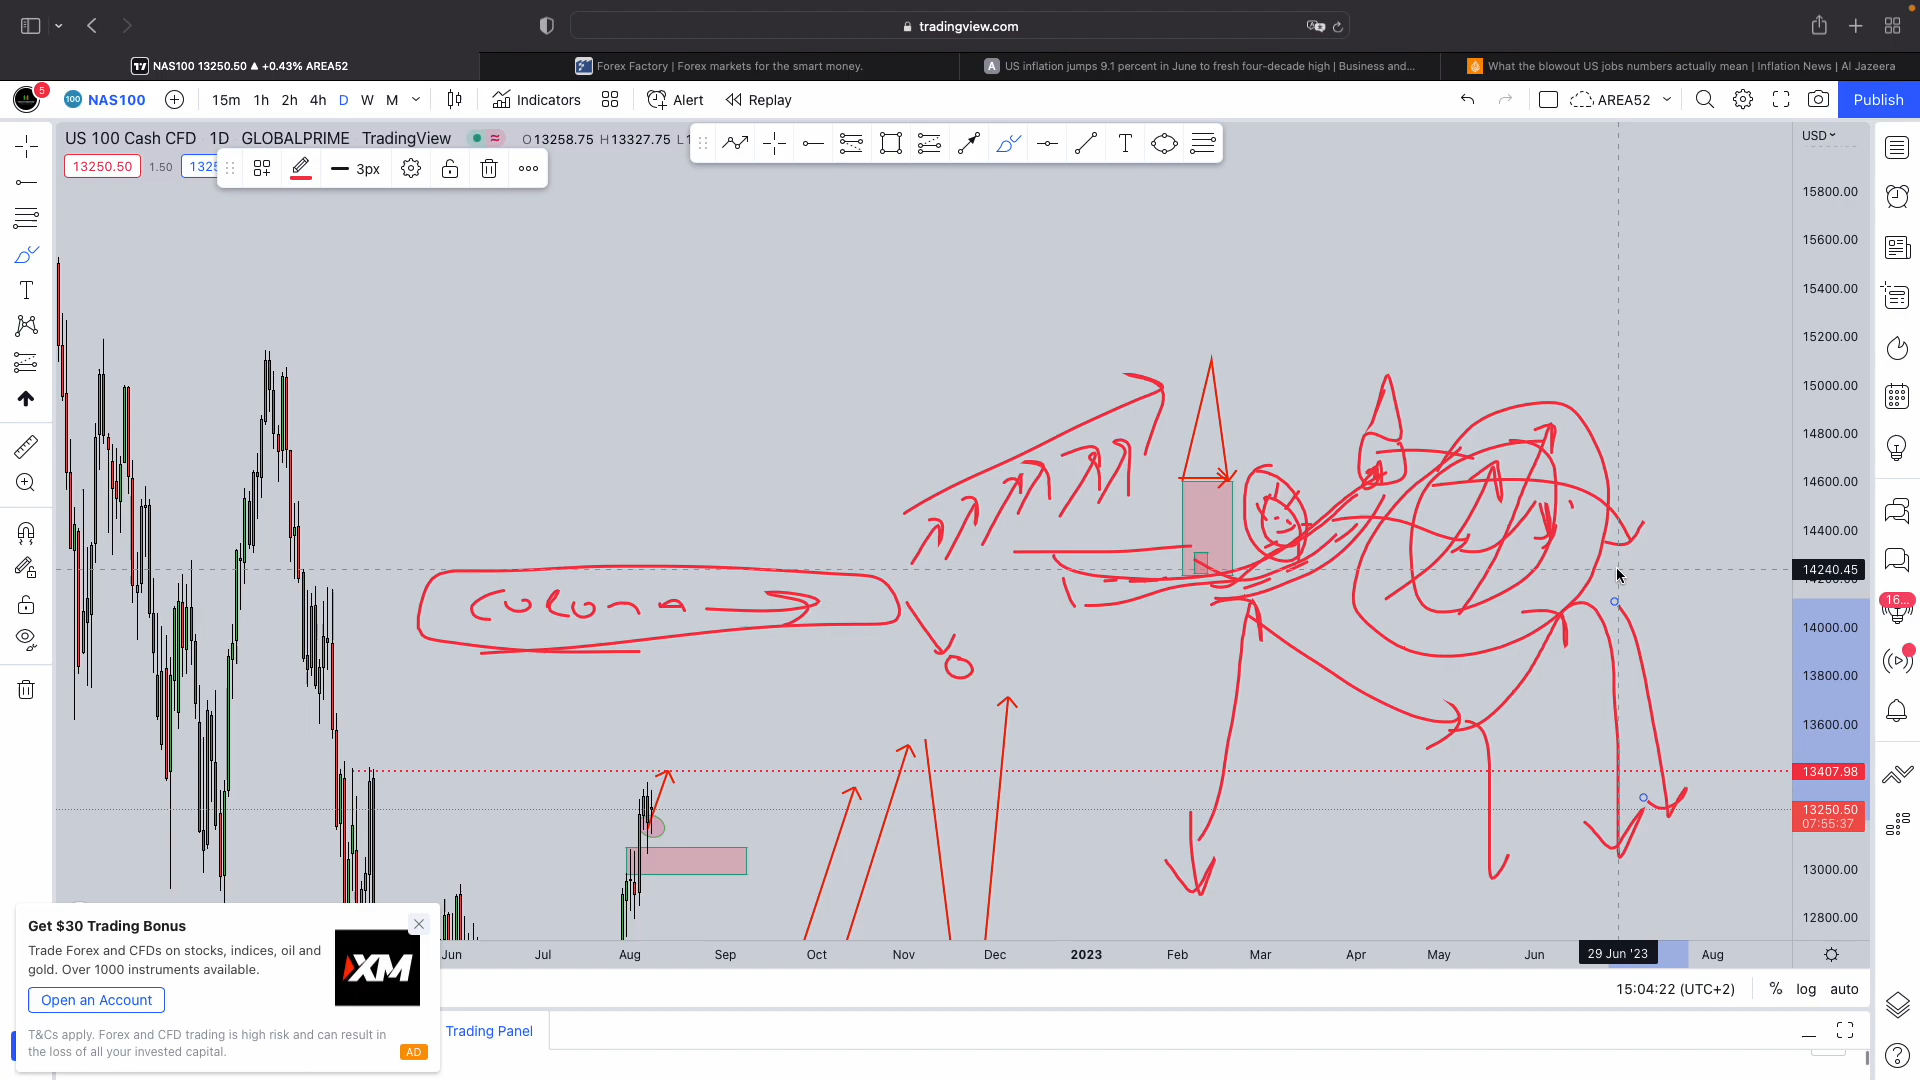 tradingview.com
NAS100 13250.50 ▲ +0.43% AREA52
Forex Factory | Forex markets for the smart money.
A US inflation jumps 9.1 percent in June to fresh four-decade high | Business and...
What the blowout US jobs numbers actually mean | Inflation News | Al Jazeera
5
100 NAS100 15m 1h 2h 4h D W M Indicators Alert Replay AREA52 Publish
US 100 Cash CFD 1D GLOBALPRIME TradingView O13258.75 H13327.75 L1
USD
13250.50 1.50 1325
3px
15800.00
15600.00
15400.00
15200.00
15000.00
14800.00
14600.00
14400.00
14240.45
14000.00
13800.00
13600.00
13407.98
13250.50
07:55:37
13000.00
12800.00
corona
16...
Get $30 Trading Bonus
Trade Forex and CFDs on stocks, indices, oil and
gold. Over 1000 instruments available.
XM
Open an Account
T&Cs apply. Forex and CFD trading is high risk and can result in
the loss of all your invested capital.
AD
Jun Jul Aug Sep Oct Nov Dec 2023 Feb Mar Apr May Jun 29 Jun '23 Aug
15:04:22 (UTC+2) % log auto
Trading Panel